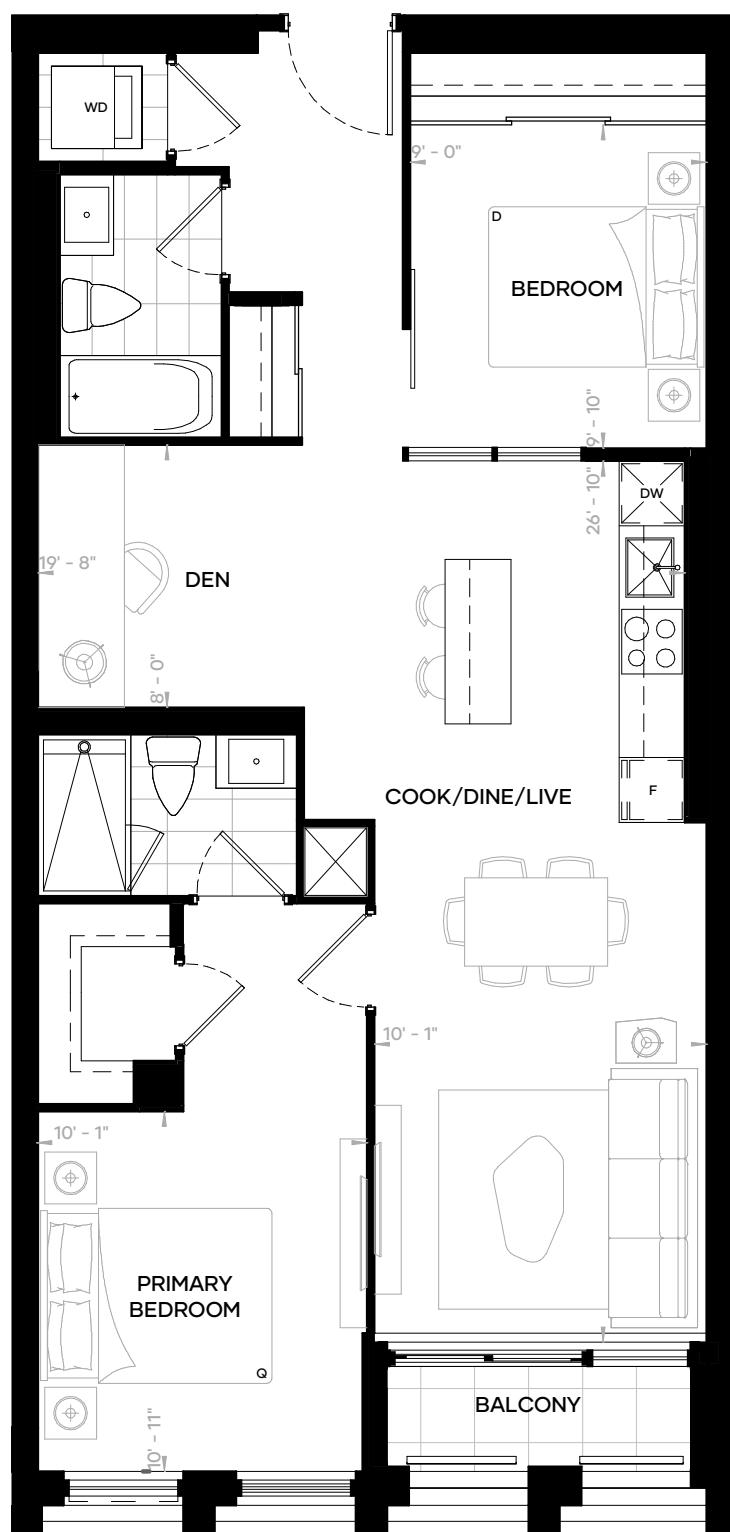 WD
9' - 0"
D
BEDROOM
9' - 10"
26' - 10"
DW
19' - 8"
DEN
8' - 0"
F
COOK/DINE/LIVE
10' - 1"
10' - 1"
PRIMARY
BEDROOM
Q
BALCONY
10' - 11"